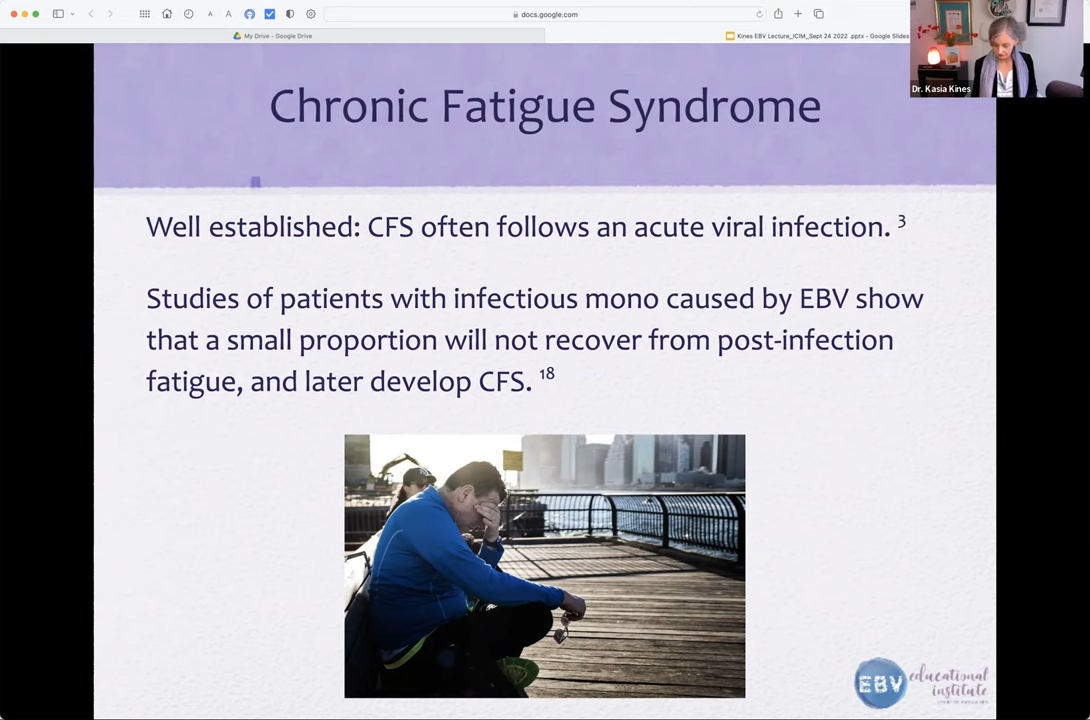 docs.google.com
My Drive - Google Drive
Kines EBV Lecture_ICIM_Sept 24 2022 .pptx - Google Slides
Dr. Kasia Kines
Chronic Fatigue Syndrome
Well established: CFS often follows an acute viral infection. 3
Studies of patients with infectious mono caused by EBV show
that a small proportion will not recover from post-infection
fatigue, and later develop CFS. 18
EBV educational
institute